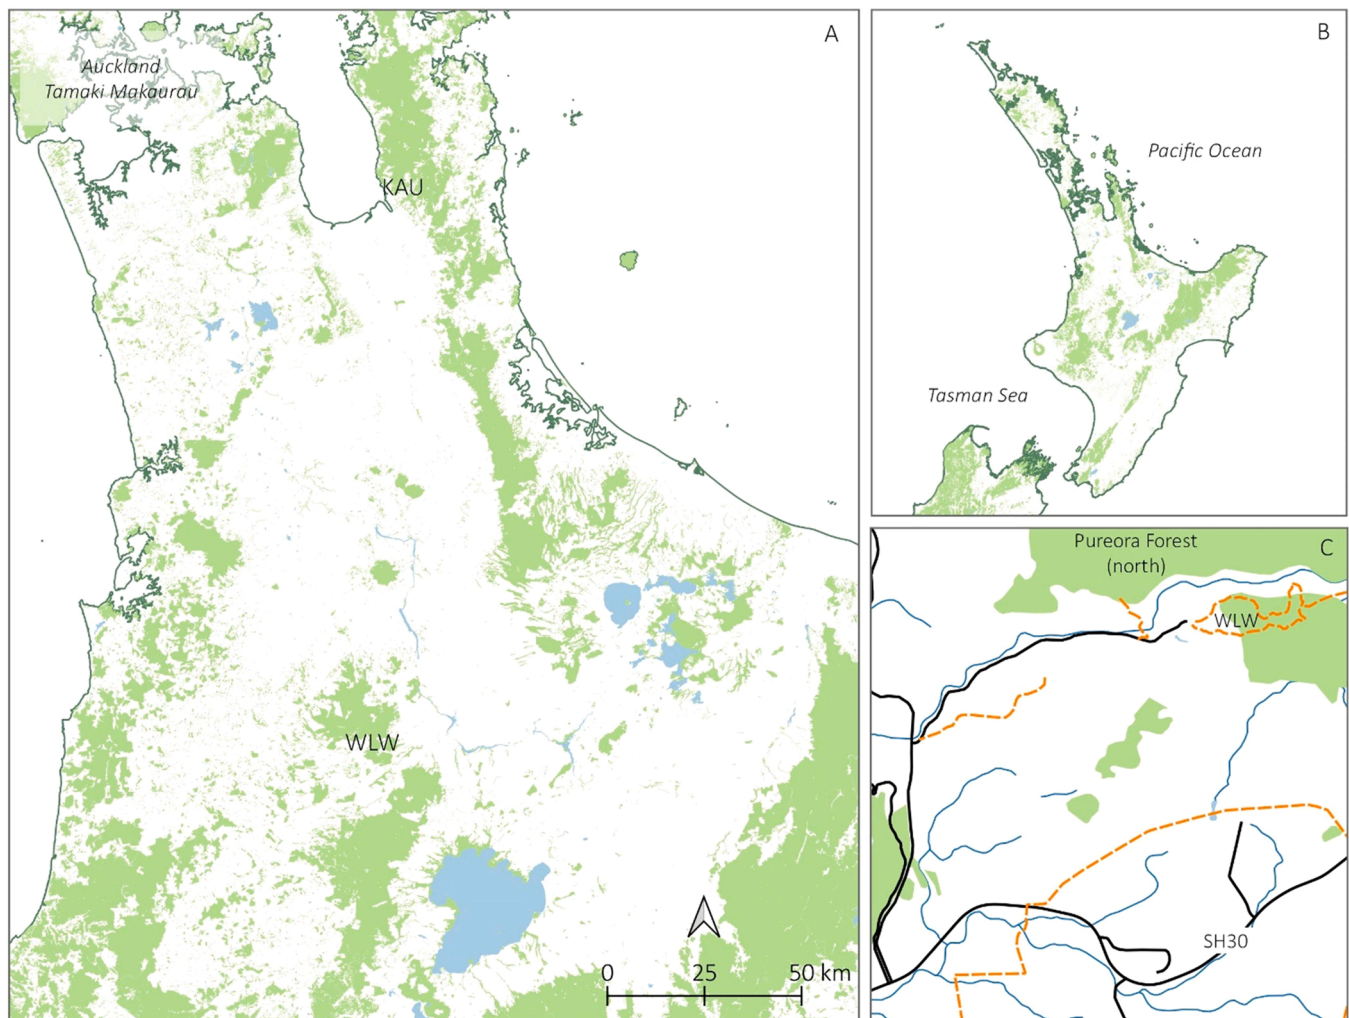 A
Auckland
Tamaki Makaurau
KAU
WLW
0 25 50 km
B
Pacific Ocean
Tasman Sea
C
Pureora Forest
(north)
WLW
SH30